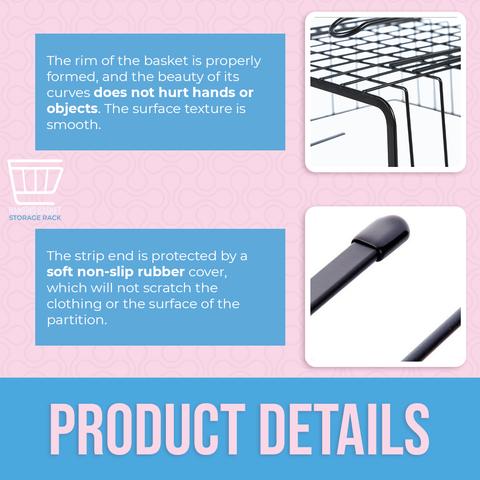 The rim of the basket is properly
formed, and the beauty of its
curves does not hurt hands or
objects. The surface texture is
smooth.
STORAGE RACK
The strip end is protected by a
soft non-slip rubber cover,
which will not scratch the
clothing or the surface of the
partition.
PRODUCT DETAILS